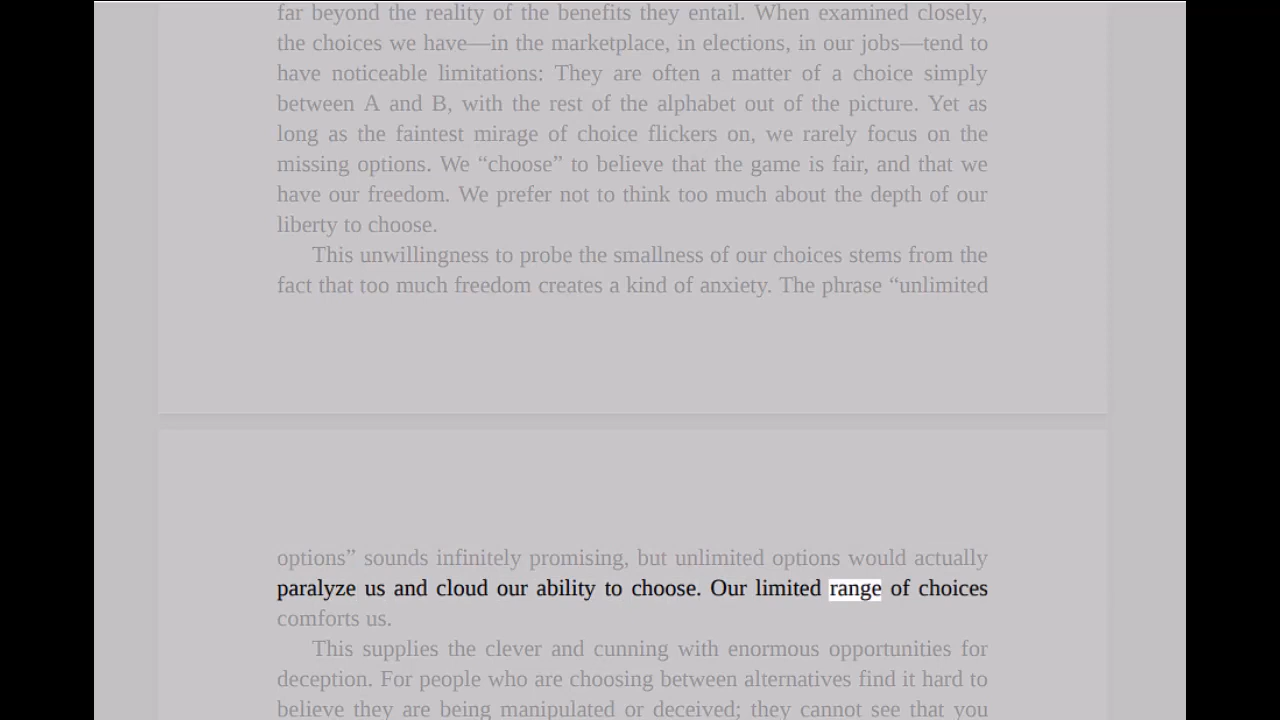 far beyond the reality of the benefits they entail. When examined closely,
the choices we have—in the marketplace, in elections, in our jobs—tend to
have noticeable limitations: They are often a matter of a choice simply
between A and B, with the rest of the alphabet out of the picture. Yet as
long as the faintest mirage of choice flickers on, we rarely focus on the
missing options. We “choose” to believe that the game is fair, and that we
have our freedom. We prefer not to think too much about the depth of our
liberty to choose.
This unwillingness to probe the smallness of our choices stems from the
fact that too much freedom creates a kind of anxiety. The phrase “unlimited
options” sounds infinitely promising, but unlimited options would actually
paralyze us and cloud our ability to choose. Our limited range of choices
comforts us.
This supplies the clever and cunning with enormous opportunities for
deception. For people who are choosing between alternatives find it hard to
believe they are being manipulated or deceived; they cannot see that you